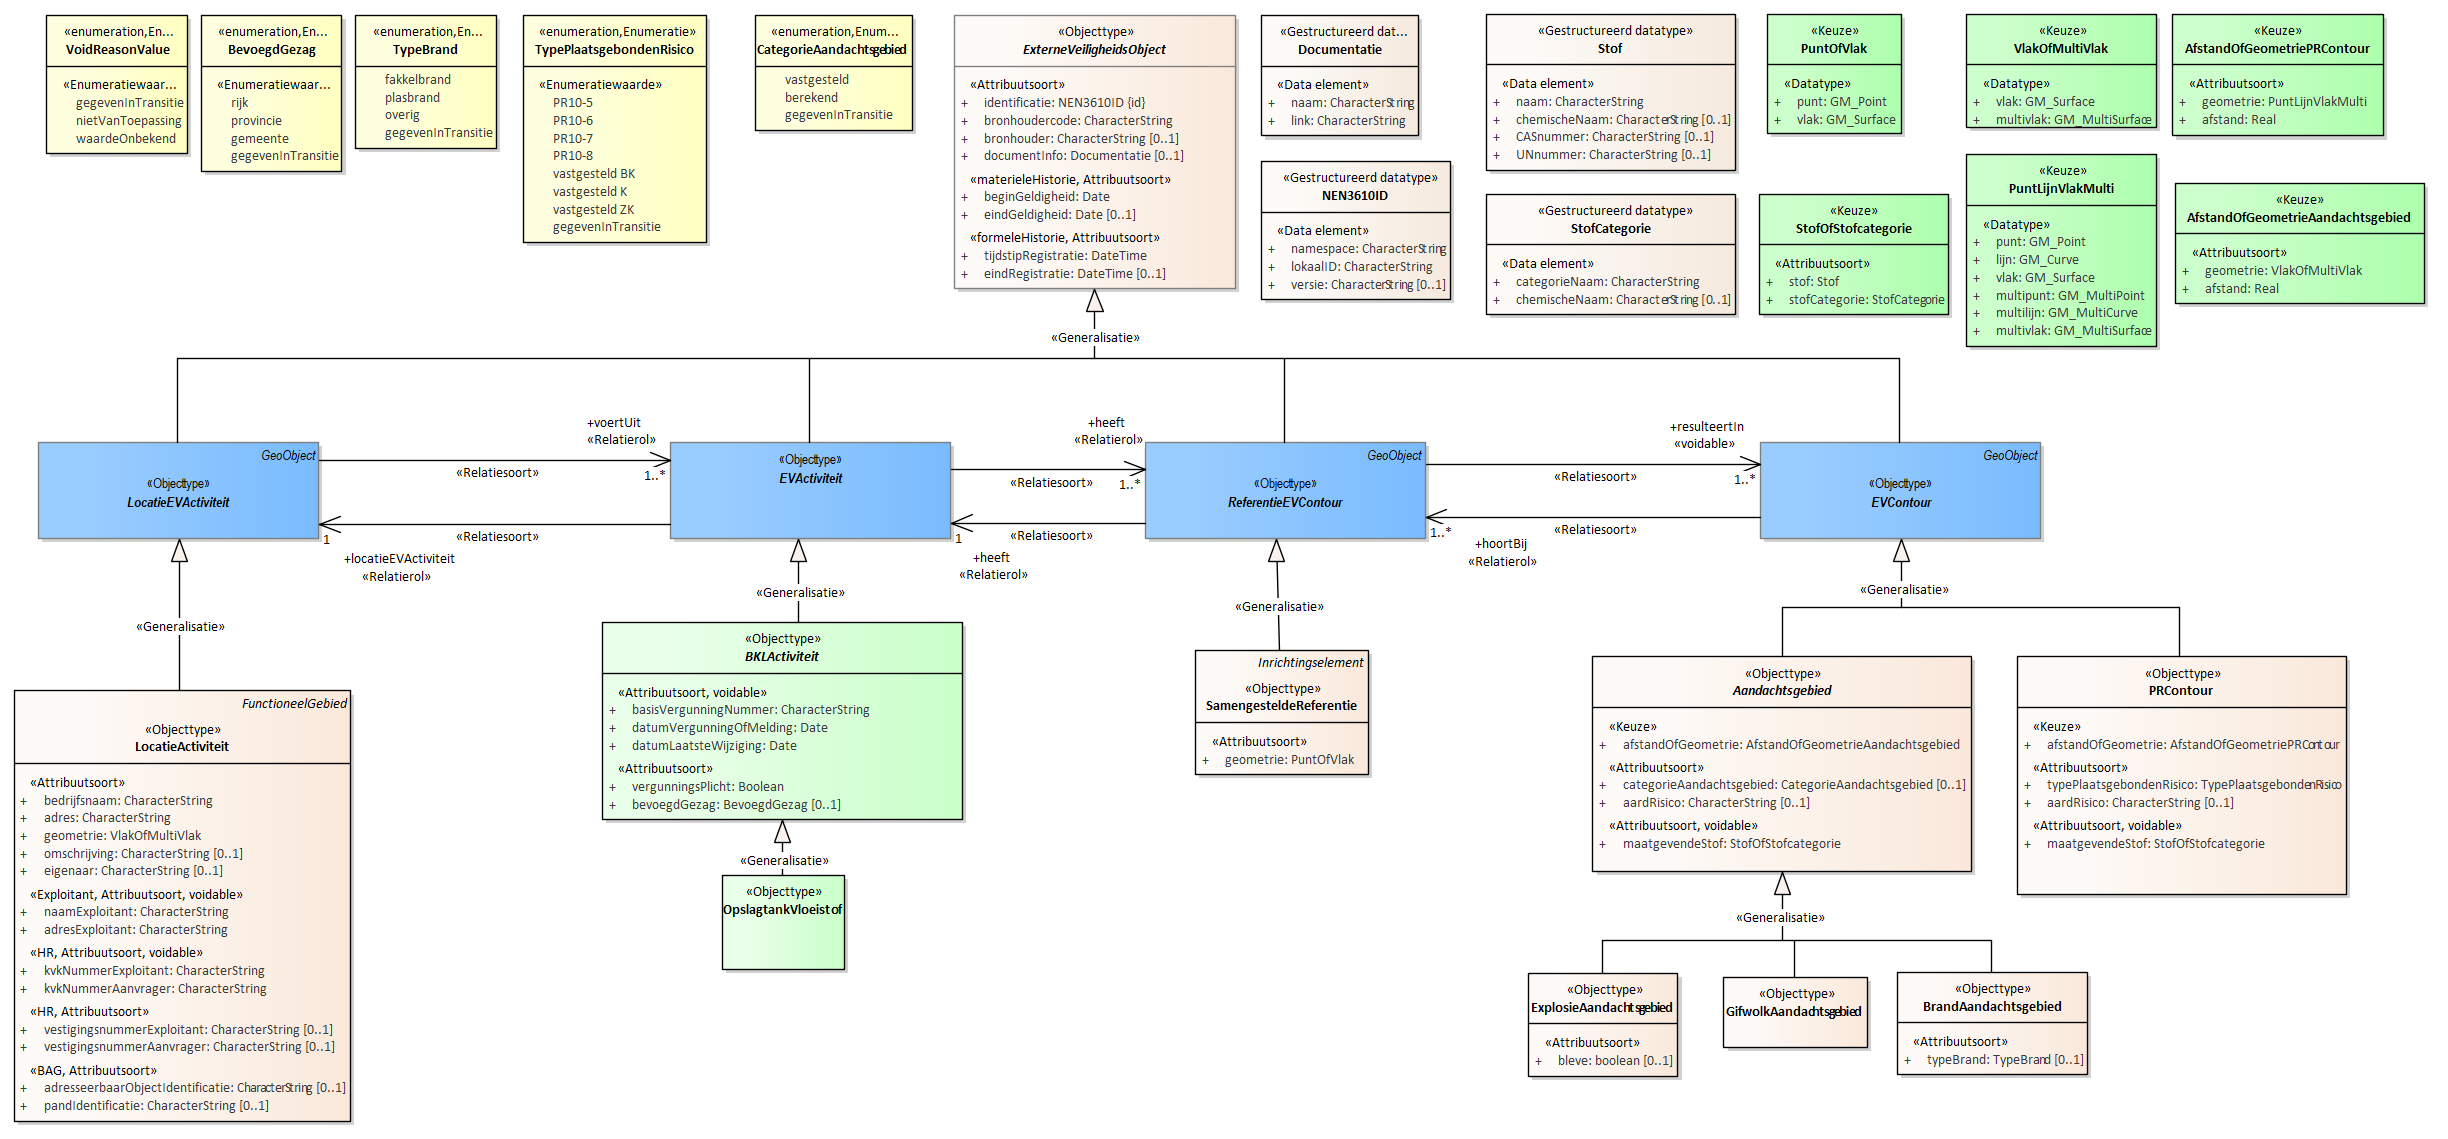 «enumeration,En...
VoidReasonValue
«Enumeratiewaar...
gegevenInTransitie
nietVanToepassing
waardeOnbekend
«enumeration,En...
BevoegdGezag
«Enumeratiewaar...
rijk
provincie
gemeente
gegevenInTransitie
«enumeration,En...
TypeBrand
fakkelbrand
plasbrand
overig
gegevenInTransitie
«enumeration,Enumeratie»
TypePlaatsgebondenRisico
«Enumeratiewaarde»
PR10-5
PR10-6
PR10-7
PR10-8
vastgesteld BK
vastgesteld K
vastgesteld ZK
gegevenInTransitie
«enumeration,Enum...
CategorieAandachtsgebied
vastgesteld
berekend
gegevenInTransitie
«Objecttype»
ExterneVeiligheidsObject
«Attribuutsoort»
+ identificatie: NEN3610ID {id}
+ bronhoudercode: CharacterString
+ bronhouder: CharacterString [0..1]
+ documentInfo: Documentatie [0..1]
«materieleHistorie, Attribuutsoort»
+ beginGeldigheid: Date
+ eindGeldigheid: Date [0..1]
«formeleHistorie, Attribuutsoort»
+ tijdstipRegistratie: DateTime
+ eindRegistratie: DateTime [0..1]
«Gestructureerd dat...
Documentatie
«Data element»
+ naam: CharacterString
+ link: CharacterString
«Gestructureerd datatype»
NEN3610ID
«Data element»
+ namespace: CharacterString
+ lokaalID: CharacterString
+ versie: CharacterString [0..1]
«Gestructureerd datatype»
Stof
«Data element»
+ naam: CharacterString
+ chemischeNaam: CharacterString [0..1]
+ CASnummer: CharacterString [0..1]
+ UNnummer: CharacterString [0..1]
«Gestructureerd datatype»
StofCategorie
«Data element»
+ categorieNaam: CharacterString
+ chemischeNaam: CharacterString [0..1]
«Keuze»
PuntOfVlak
«Datatype»
+ punt: GM_Point
+ vlak: GM_Surface
«Keuze»
StofOfStofcategorie
«Attribuutsoort»
+ stof: Stof
+ stofCategorie: StofCategorie
«Keuze»
VlakOfMultiVlak
«Datatype»
+ vlak: GM_Surface
+ multivlak: GM_MultiSurface
«Keuze»
PuntLijnVlakMulti
«Datatype»
+ punt: GM_Point
+ lijn: GM_Curve
+ vlak: GM_Surface
+ multipunt: GM_MultiPoint
+ multilijn: GM_MultiCurve
+ multivlak: GM_MultiSurface
«Keuze»
AfstandOfGeometriePRContour
«Attribuutsoort»
+ geometrie: PuntLijnVlakMulti
+ afstand: Real
«Keuze»
AfstandOfGeometrieAandachtsgebied
«Attribuutsoort»
+ geometrie: VlakOfMultiVlak
+ afstand: Real
«Generalisatie»
GeoObject
«Objecttype»
LocatieEVActiviteit
+voertUit
«Relatierol»
1..*
«Relatiesoort»
«Relatiesoort»
1
+locatieEVActiviteit
«Relatierol»
«Objecttype»
EVActiviteit
+heeft
«Relatierol»
1..*
«Relatiesoort»
«Relatiesoort»
1
+heeft
«Relatierol»
GeoObject
«Objecttype»
ReferentieEVContour
+resulteertIn
«voidable»
1..*
«Relatiesoort»
«Relatiesoort»
1..*
+hoortBij
«Relatierol»
GeoObject
«Objecttype»
EVContour
«Generalisatie»
«Generalisatie»
«Generalisatie»
«Generalisatie»
FunctioneelGebied
«Objecttype»
LocatieActiviteit
«Attribuutsoort»
+ bedrijfsnaam: CharacterString
+ adres: CharacterString
+ geometrie: VlakOfMultiVlak
+ omschrijving: CharacterString [0..1]
+ eigenaar: CharacterString [0..1]
«Exploitant, Attribuutsoort, voidable»
+ naamExploitant: CharacterString
+ adresExploitant: CharacterString
«HR, Attribuutsoort, voidable»
+ kvkNummerExploitant: CharacterString
+ kvkNummerAanvrager: CharacterString
«HR, Attribuutsoort»
+ vestigingsnummerExploitant: CharacterString [0..1]
+ vestigingsnummerAanvrager: CharacterString [0..1]
«BAG, Attribuutsoort»
+ adresseerbaarObjectIdentificatie: CharacterString [0..1]
+ pandIdentificatie: CharacterString [0..1]
«Objecttype»
BKLActiviteit
«Attribuutsoort, voidable»
+ basisVergunningNummer: CharacterString
+ datumVergunningOfMelding: Date
+ datumLaatsteWijziging: Date
«Attribuutsoort»
+ vergunningsPlicht: Boolean
+ bevoegdGezag: BevoegdGezag [0..1]
«Generalisatie»
«Objecttype»
OpslagtankVloeistof
Inrichtingselement
«Objecttype»
SamengesteldeReferentie
«Attribuutsoort»
+ geometrie: PuntOfVlak
«Objecttype»
Aandachtsgebied
«Keuze»
+ afstandOfGeometrie: AfstandOfGeometrieAandachtsgebied
«Attribuutsoort»
+ categorieAandachtsgebied: CategorieAandachtsgebied [0..1]
+ aardRisico: CharacterString [0..1]
«Attribuutsoort, voidable»
+ maatgevendeStof: StofOfStofcategorie
«Objecttype»
PRContour
«Keuze»
+ afstandOfGeometrie: AfstandOfGeometriePRContour
«Attribuutsoort»
+ typePlaatsgebondenRisico: TypePlaatsgebondenRisico
+ aardRisico: CharacterString [0..1]
«Attribuutsoort, voidable»
+ maatgevendeStof: StofOfStofcategorie
«Generalisatie»
«Objecttype»
ExplosieAandachtsgebied
«Attribuutsoort»
+ bleve: boolean [0..1]
«Objecttype»
GifwolkAandachtsgebied
«Objecttype»
BrandAandachtsgebied
«Attribuutsoort»
+ typeBrand: TypeBrand [0..1]